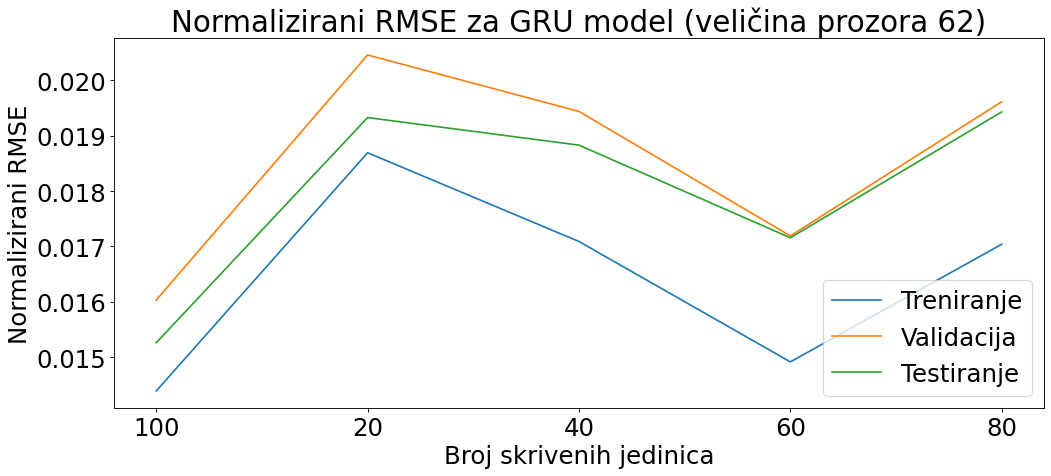 Normalizirani RMSE za GRU model (veličina prozora 62)
Normalizirani RMSE
0.020
0.019
0.018
0.017
0.016
0.015
Treniranje
Validacija
Testiranje
100 20 40 60 80
Broj skrivenih jedinica